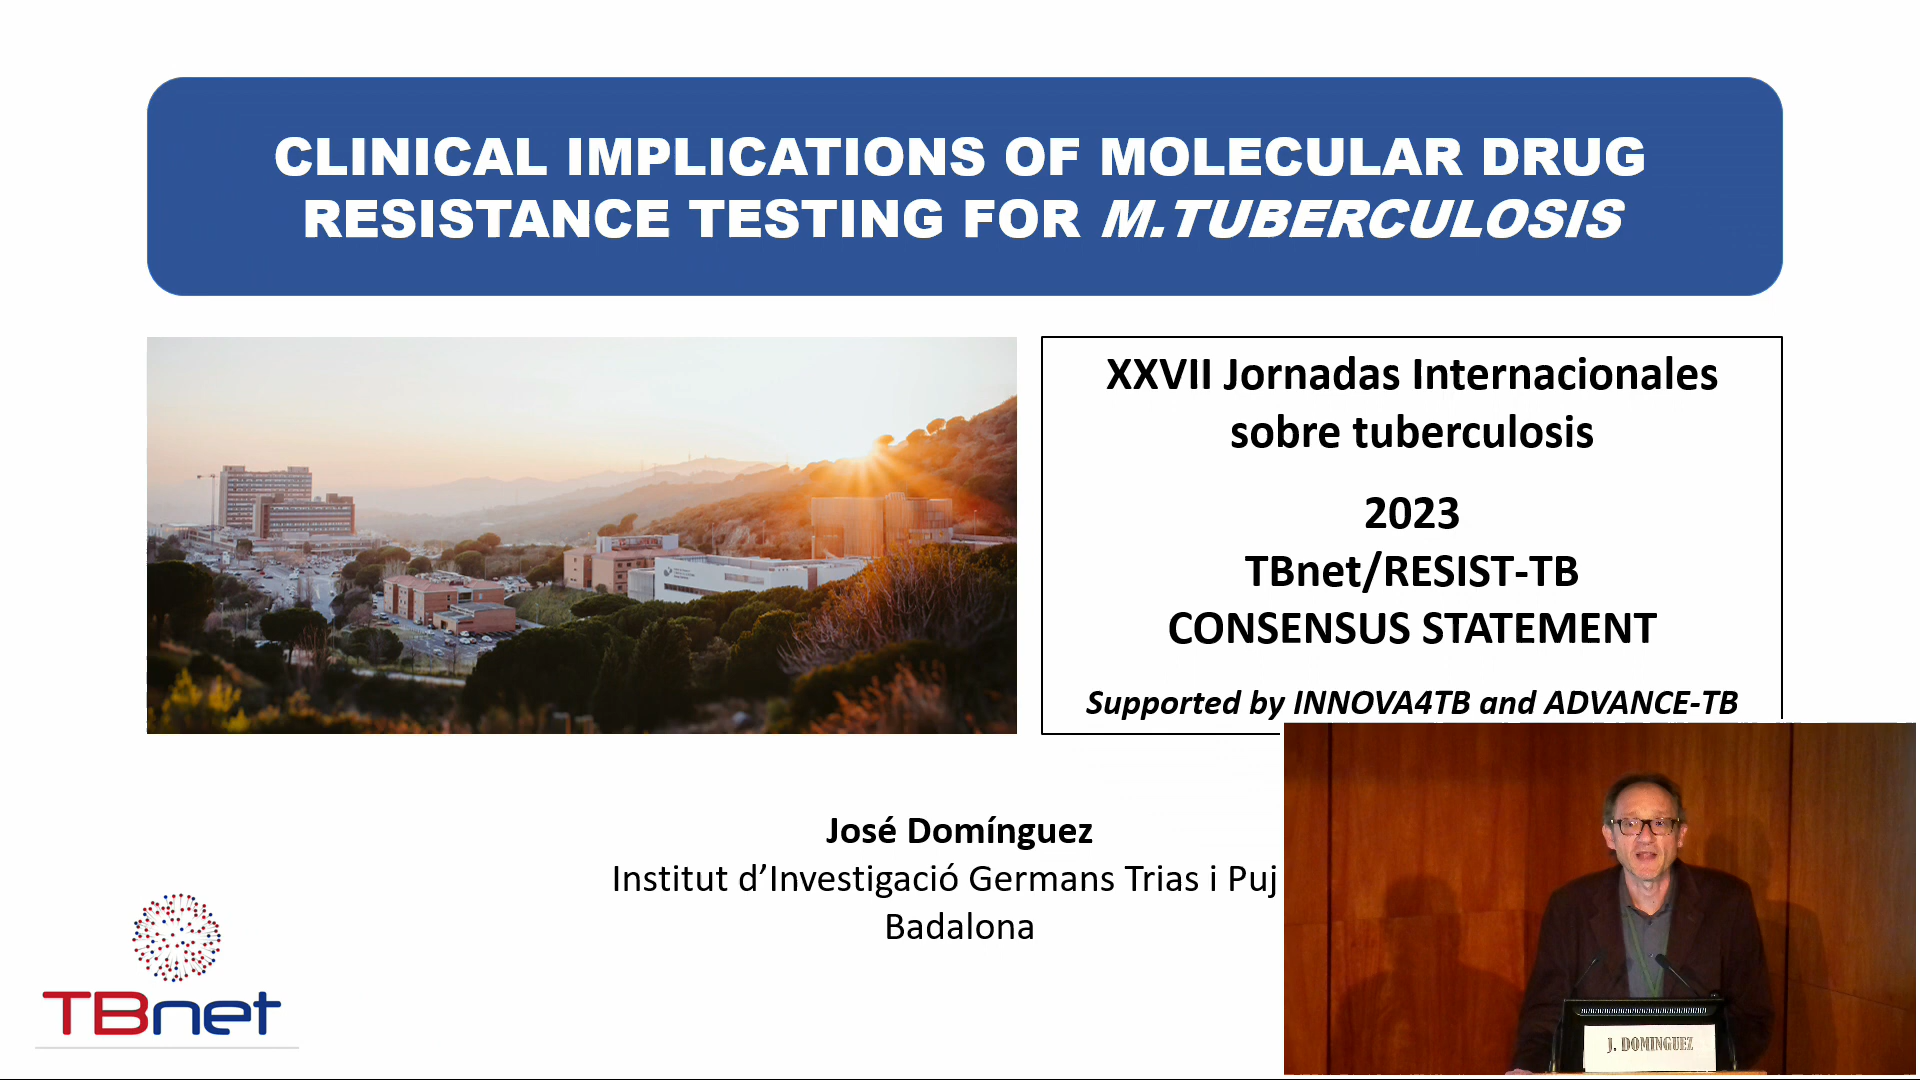 CLINICAL IMPLICATIONS OF MOLECULAR DRUG
RESISTANCE TESTING FOR M.TUBERCULOSIS
XXVII Jornadas Internacionales
sobre tuberculosis
2023
TBnet/RESIST-TB
CONSENSUS STATEMENT
Supported by INNOVA4TB and ADVANCE-TB
José Domínguez
Institut d’Investigació Germans Trias i Puj
Badalona
TBnet
J. DOMINGUEZ